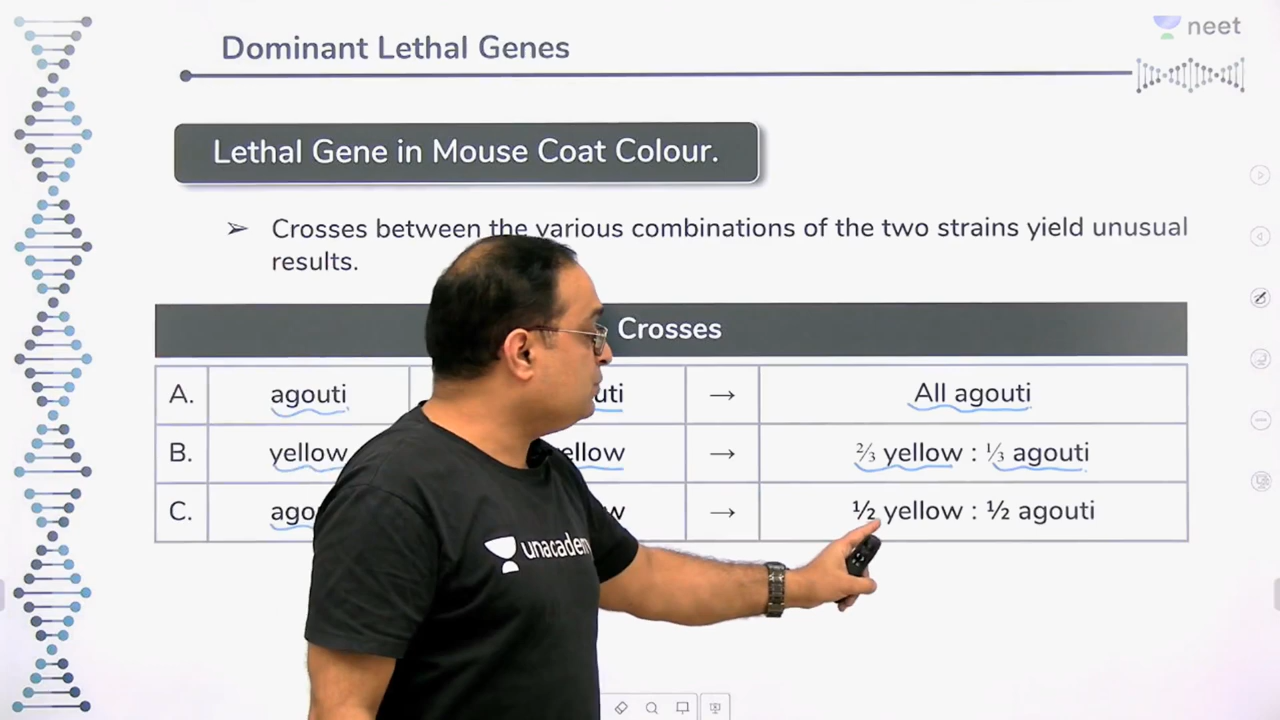 Dominant Lethal Genes
neet
Lethal Gene in Mouse Coat Colour.
➢ Crosses between the various combinations of the two strains yield unusual
results.
Crosses
A. agouti → All agouti
B. yellow → ⅔ yellow : ⅓ agouti
C. → ½ yellow : ½ agouti
unacademy